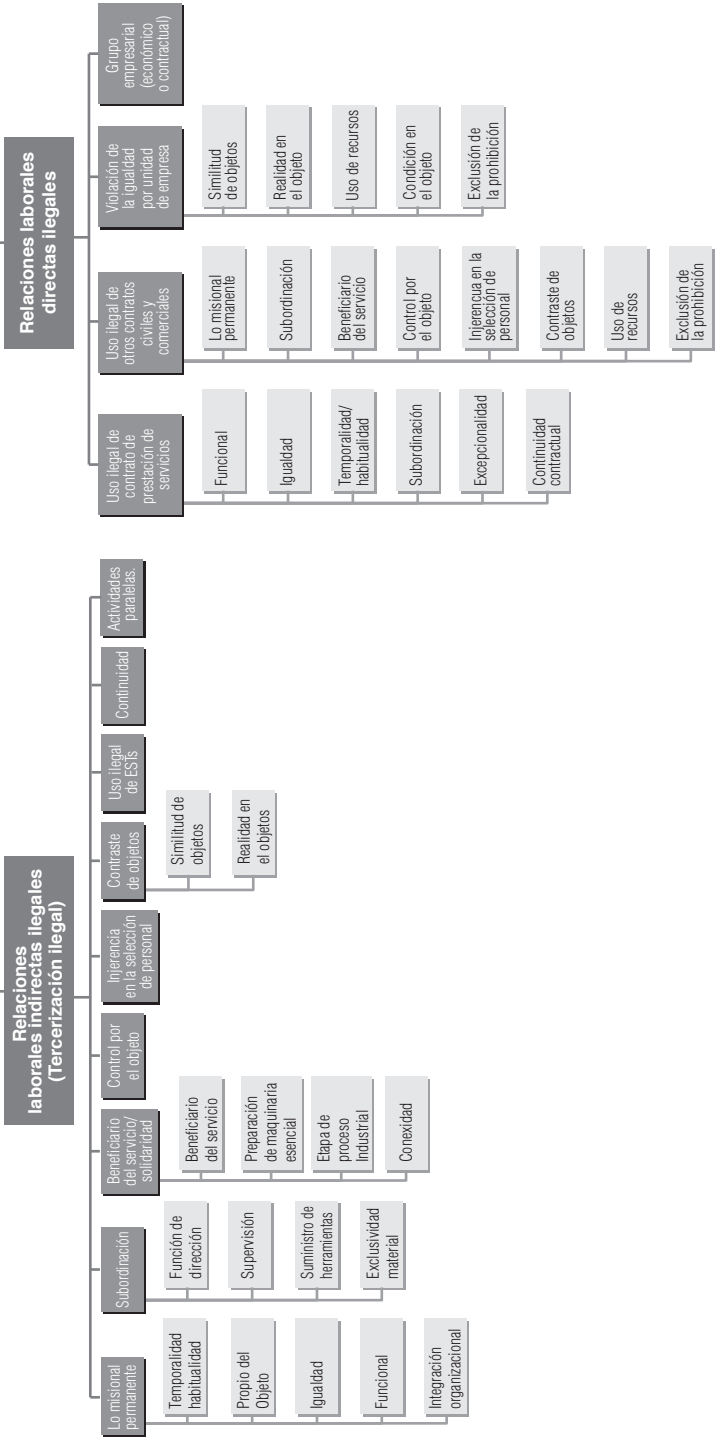 Relaciones
laborales indirectas ilegales
(Tercerización ilegal)
Lo misional
permanente
Temporalidad
habitualidad
Propio del
Objeto
Igualdad
Funcional
Integración
organizacional
Subordinación
Función de
dirección
Supervisión
Suministro de
herramientas
Exclusividad
material
Beneficiario
del servicio/
solidaridad
Beneficiario
del servicio
Preparación
de maquinaria
esencial
Etapa de
proceso
Industrial
Conexidad
Control por
el objeto
Injerencia
en la selección
de personal
Contraste
de objetos
Similitud de
objetos
Realidad en
el objetos
Uso ilegal
de ESTs
Continuidad
Actividades
paralelas.
Relaciones laborales
directas ilegales
Uso ilegal de
contrato de
prestación de
servicios
Funcional
Igualdad
Temporalidad/
habitualidad
Subordinación
Excepcionalidad
Continuidad
contractual
Uso ilegal de
otros contratos
civiles y
comerciales
Lo misional
permanente
Subordinación
Beneficiario
del servicio
Control por
el objeto
Injerencua en la
selección de
personal
Contraste de
objetos
Uso de
recursos
Exclusión de
la prohibición
Violación de
la igualdad
por unidad
de empresa
Similitud
de objetos
Realidad en
el objeto
Uso de recursos
Condición en
el objeto
Exclusión de
la prohibición
Grupo
empresarial
(económico
o contractual)